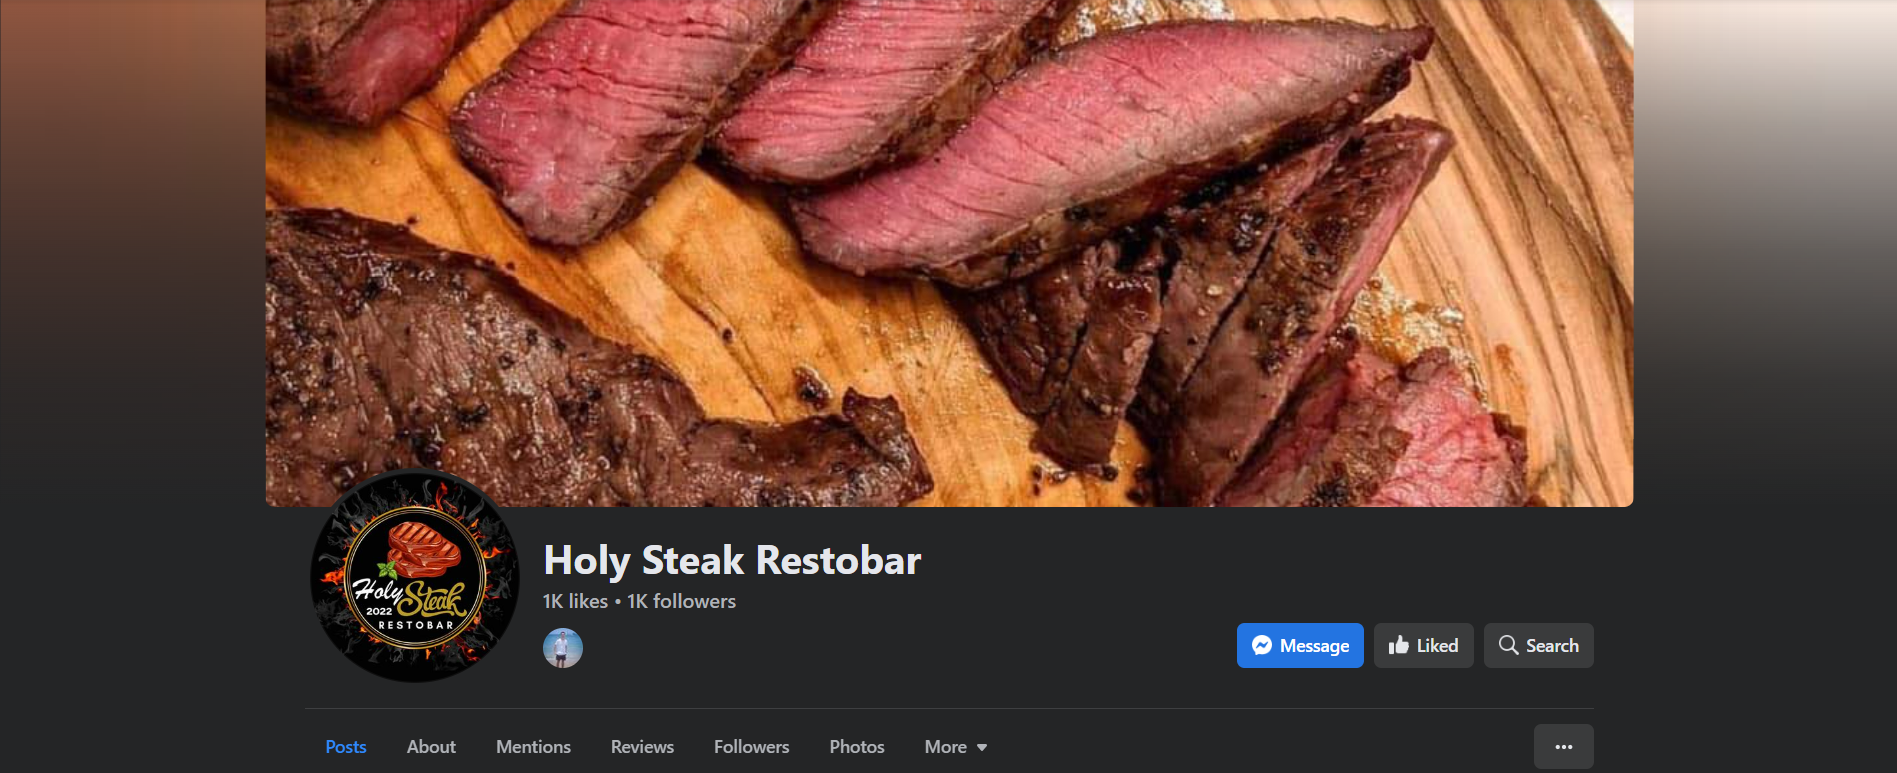 Holy Steak
2022
RESTOBAR
Holy Steak Restobar
1K likes • 1K followers
Message
Liked
Search
Posts
About
Mentions
Reviews
Followers
Photos
More